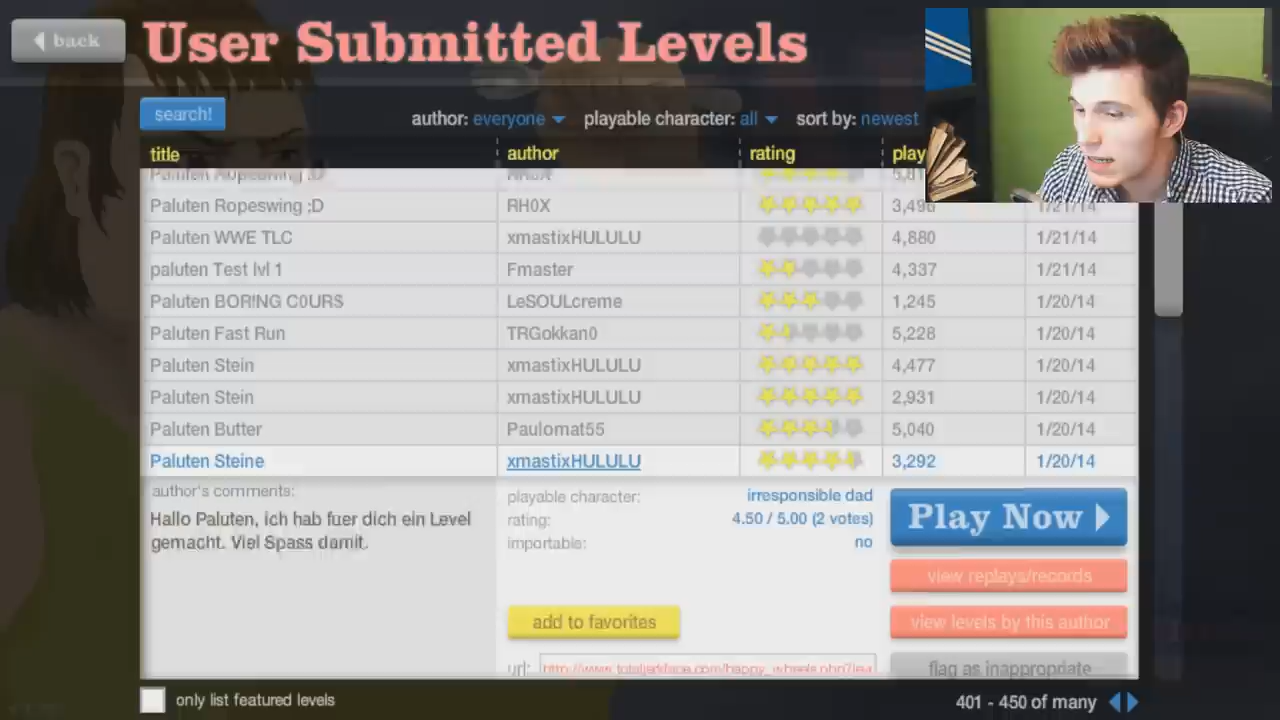 back
User Submitted Levels
search!
author: everyone playable character: all sort by: newest
title author rating play
Paluten Ropeswing ;D RH0X 3,1/21/14
Paluten WWE TLC xmastixHULULU 4,880 1/21/14
paluten Test lvl 1 Fmaster 4,337 1/21/14
Paluten BOR!NG C0URS LeSOULcreme 1,245 1/20/14
Paluten Fast Run TRGokkan0 5,228 1/20/14
Paluten Stein xmastixHULULU 4,477 1/20/14
Paluten Stein xmastixHULULU 2,931 1/20/14
Paluten Butter Paulomat55 5,040 1/20/14
Paluten Steine xmastixHULULU 3,292 1/20/14
author's comments:
Hallo Paluten, ich hab fuer dich ein Level
gemacht. Viel Spass damit.
playable character: irresponsible dad
rating: 4.50 / 5.00 (2 votes)
importable: no
add to favorites
Play Now
view replays/records
view levels by this author
flag as inappropriate
url:
only list featured levels
401 - 450 of many